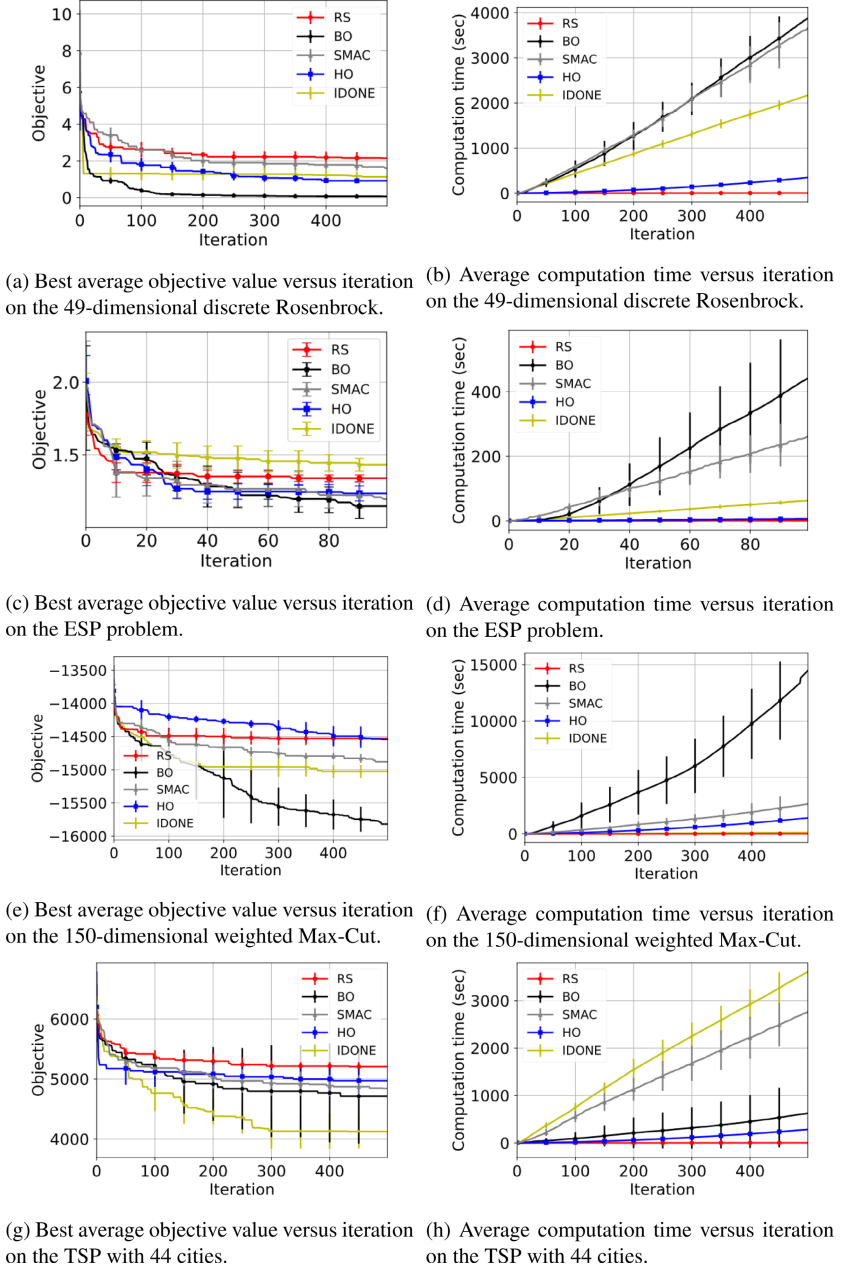 10
8
6
4
2
0
Objective
RS
BO
SMAC
HO
IDONE
0 100 200 300 400
Iteration
4000
3000
2000
1000
0
Computation time (sec)
RS
BO
SMAC
HO
IDONE
0 100 200 300 400
Iteration
(a) Best average objective value versus iteration
on the 49-dimensional discrete Rosenbrock.
(b) Average computation time versus iteration
on the 49-dimensional discrete Rosenbrock.
2.0
1.5
Objective
RS
BO
SMAC
HO
IDONE
0 20 40 60 80
Iteration
400
200
0
Computation time (sec)
RS
BO
SMAC
HO
IDONE
0 20 40 60 80
Iteration
(c) Best average objective value versus iteration
on the ESP problem.
(d) Average computation time versus iteration
on the ESP problem.
−13500
−14000
−14500
−15000
−15500
−16000
Objective
RS
BO
SMAC
HO
IDONE
0 100 200 300 400
Iteration
15000
10000
5000
0
Computation time (sec)
RS
BO
SMAC
HO
IDONE
0 100 200 300 400
Iteration
(e) Best average objective value versus iteration
on the 150-dimensional weighted Max-Cut.
(f) Average computation time versus iteration
on the 150-dimensional weighted Max-Cut.
6000
5000
4000
Objective
RS
BO
SMAC
HO
IDONE
0 100 200 300 400
Iteration
3000
2000
1000
0
Computation time (sec)
RS
BO
SMAC
HO
IDONE
0 100 200 300 400
Iteration
(g) Best average objective value versus iteration
on the TSP with 44 cities.
(h) Average computation time versus iteration
on the TSP with 44 cities.